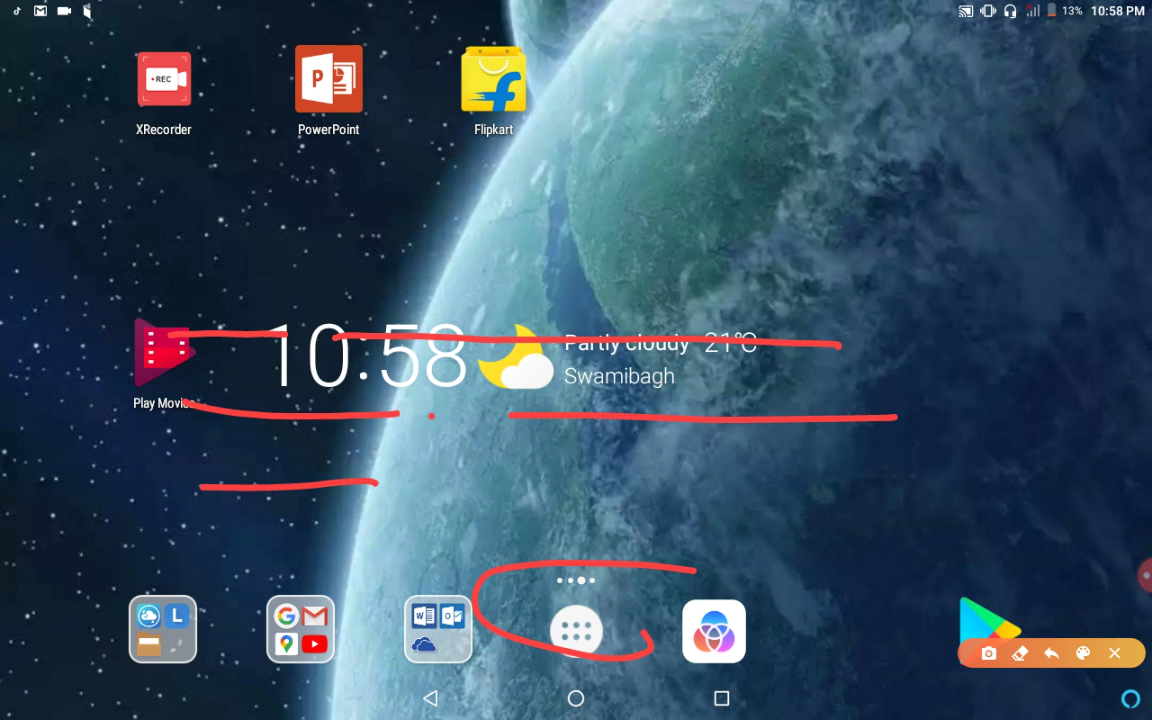 13% 10:58 PM
REC
P
XRecorder PowerPoint Flipkart
10:58
Partly cloudy 21°C
Swamibagh
Play Movies
L
G
W
O